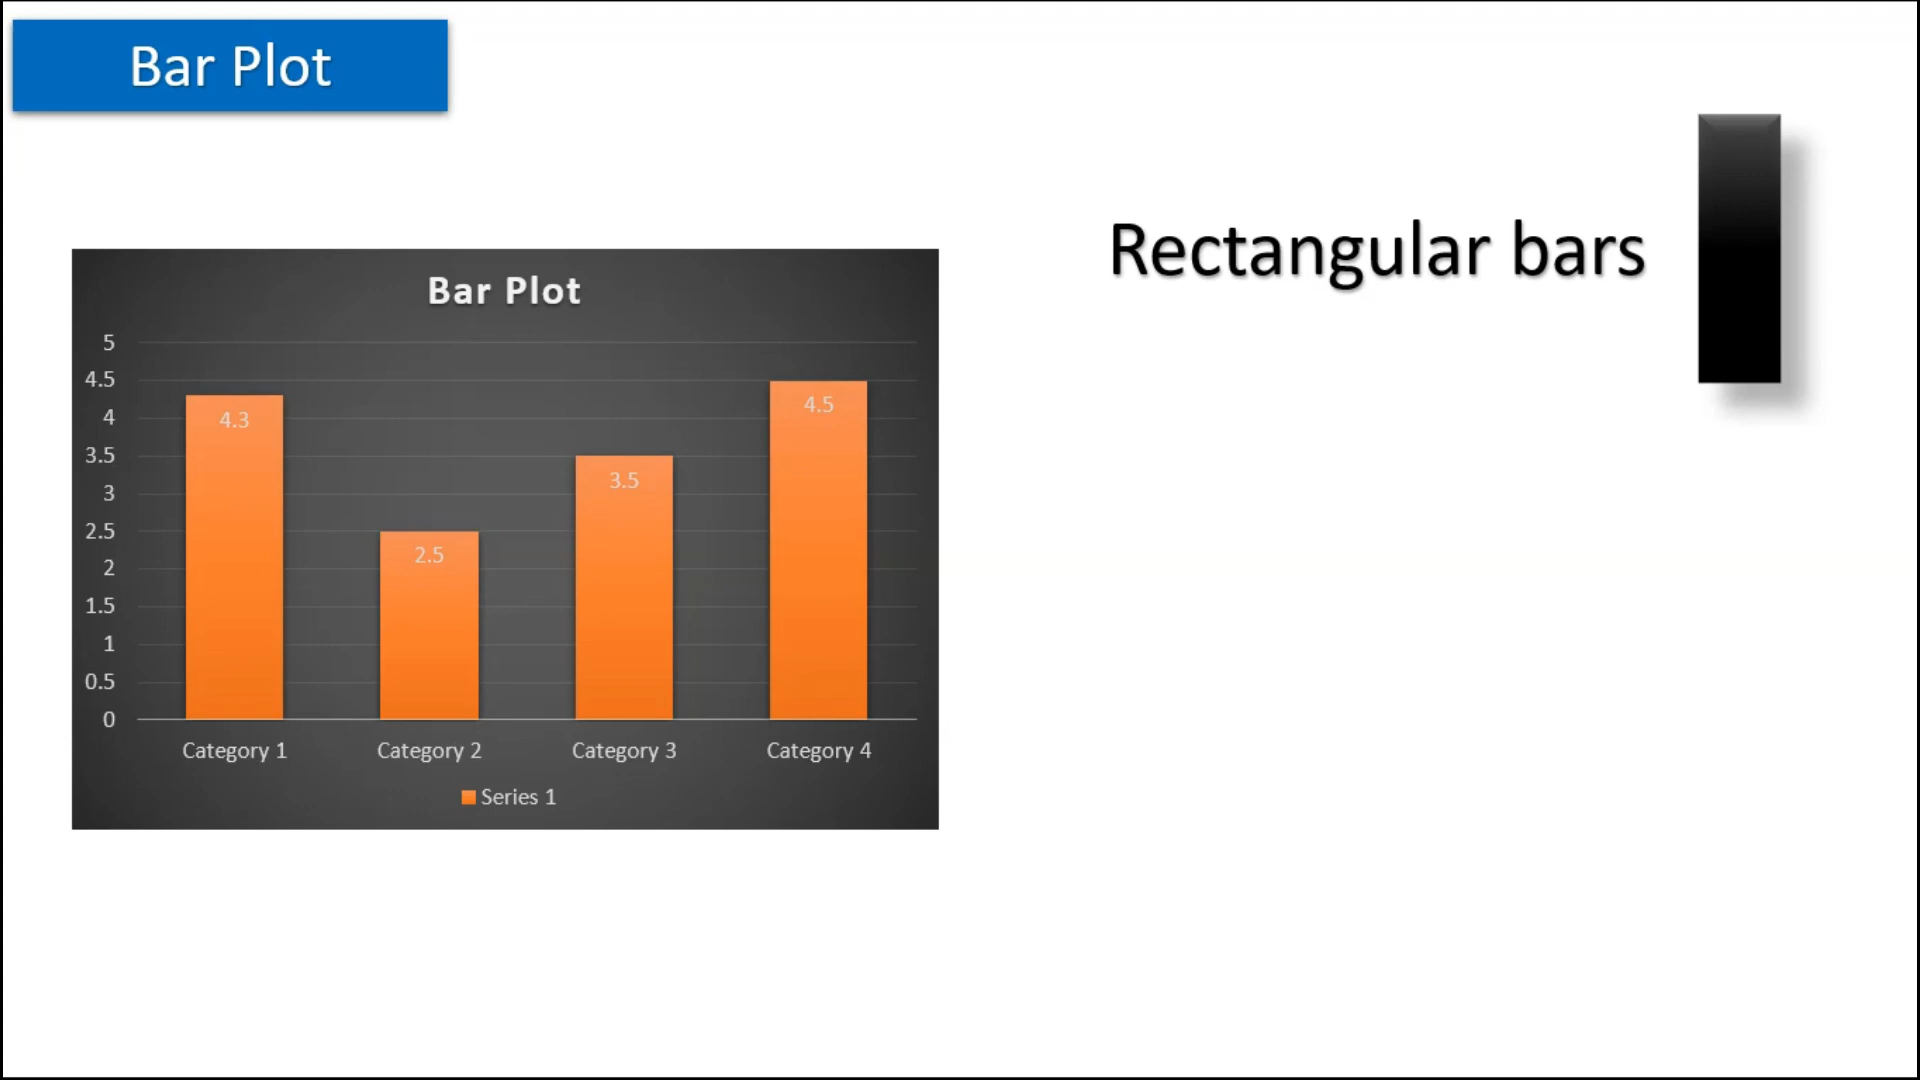 Bar Plot
Rectangular bars
Bar Plot
5
4.5
4
3.5
3
2.5
2
1.5
1
0.5
0
4.3
2.5
3.5
4.5
Category 1
Category 2
Category 3
Category 4
Series 1